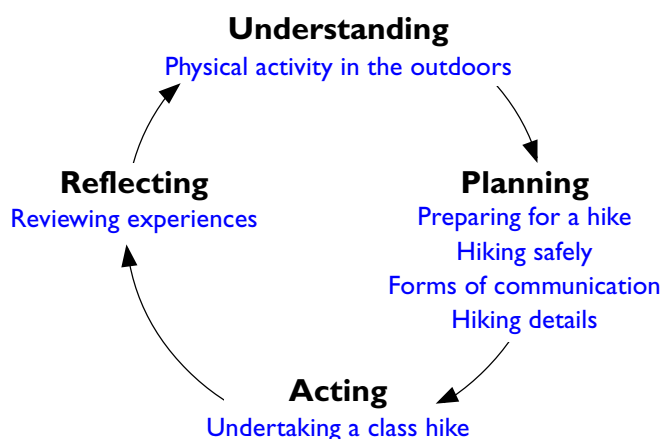 Understanding
Physical activity in the outdoors
Reflecting
Reviewing experiences
Planning
Preparing for a hike
Hiking safely
Forms of communication
Hiking details
Acting
Undertaking a class hike